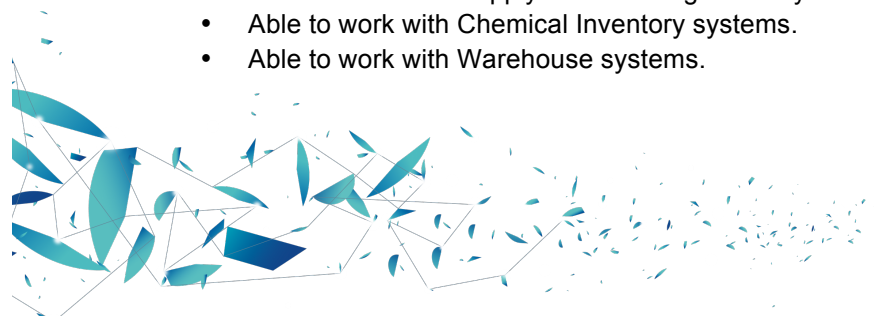 • Able to work with Chemical Inventory systems.
• Able to work with Warehouse systems.